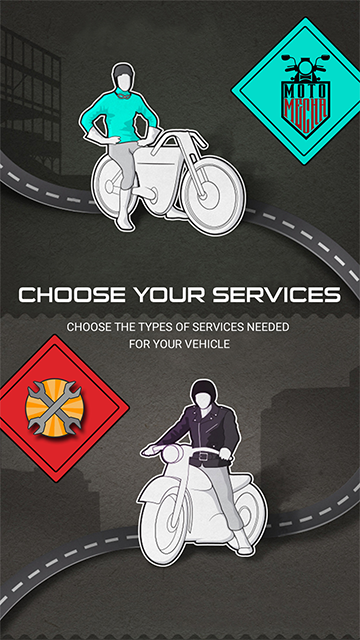 MOTO
MECHA
CHOOSE YOUR SERVICES
CHOOSE THE TYPES OF SERVICES NEEDED
FOR YOUR VEHICLE